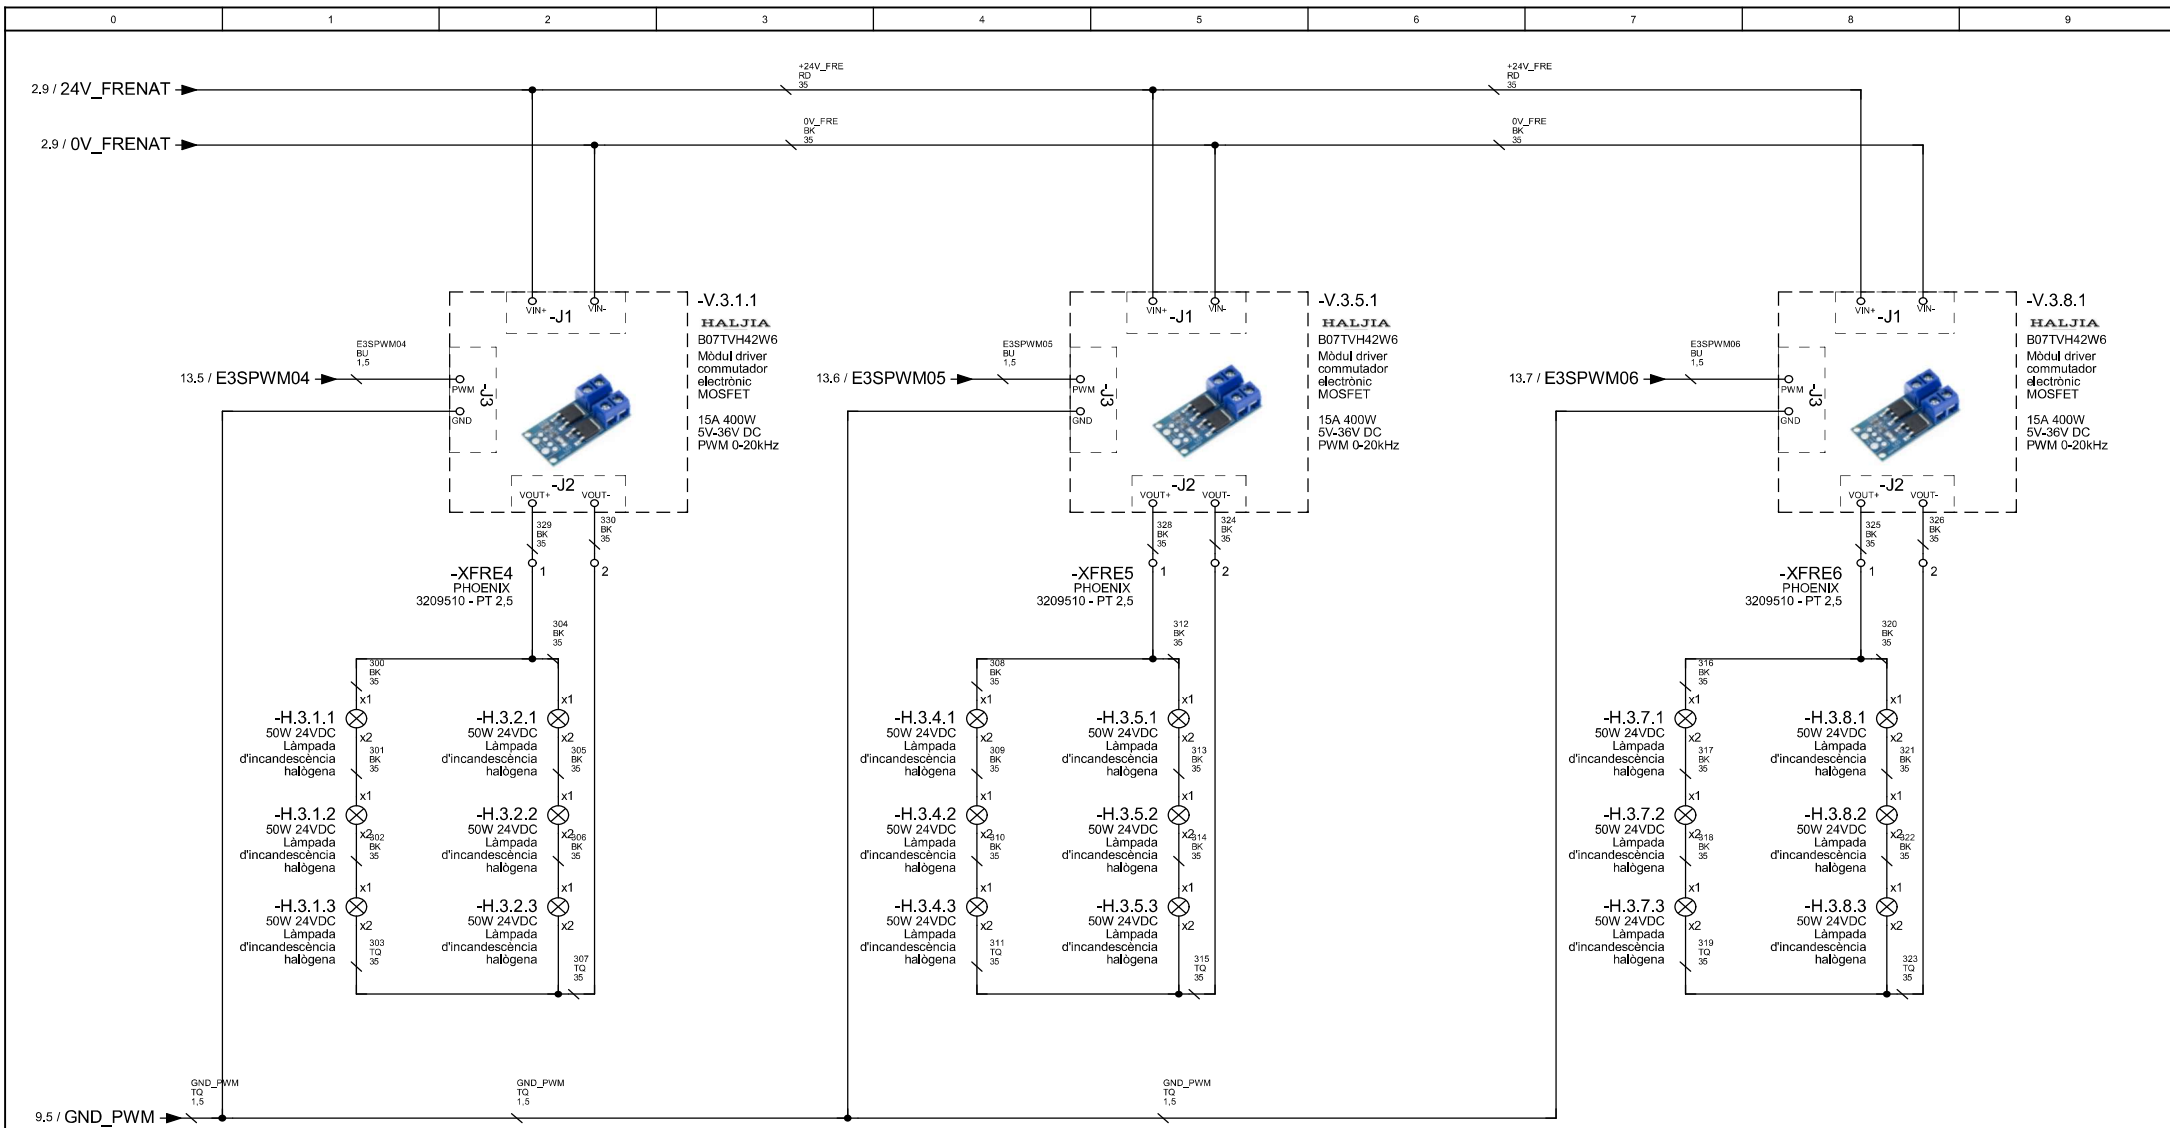 0 1 2 3 4 5 6 7 8 9
2.9 / 24V_FRENAT
+24V_FRE
RD
35
+24V_FRE
RD
35
2.9 / 0V_FRENAT
0V_FRE
BK
35
0V_FRE
BK
35
VIN+ -J1 VIN-
-V.3.1.1
HALJIA
B07TVH42W6
Mòdul driver
commutador
electrònic
MOSFET
15A 400W
5V-36V DC
PWM 0-20kHz
E3SPWM04
BU
1,5
13.5 / E3SPWM04
PWM
-J3
GND
-J2
VOUT+ VOUT-
329
BK
35
330
BK
35
-XFRE4
PHOENIX
3209510 - PT 2,5
1 2
304
BK
35
300
BK
35
x1
-H.3.1.1
50W 24VDC
Làmpada
d'incandescència
halògena
x2
301
BK
35
x1
-H.3.1.2
50W 24VDC
Làmpada
d'incandescència
halògena
x2
302
BK
35
x1
-H.3.1.3
50W 24VDC
Làmpada
d'incandescència
halògena
x2
303
TQ
35
x1
-H.3.2.1
50W 24VDC
Làmpada
d'incandescència
halògena
x2
305
BK
35
x1
-H.3.2.2
50W 24VDC
Làmpada
d'incandescència
halògena
x2
306
BK
35
x1
-H.3.2.3
50W 24VDC
Làmpada
d'incandescència
halògena
x2
307
TQ
35
VIN+ -J1 VIN-
-V.3.5.1
HALJIA
B07TVH42W6
Mòdul driver
commutador
electrònic
MOSFET
15A 400W
5V-36V DC
PWM 0-20kHz
E3SPWM05
BU
1,5
13.6 / E3SPWM05
PWM
-J3
GND
-J2
VOUT+ VOUT-
328
BK
35
324
BK
35
-XFRE5
PHOENIX
3209510 - PT 2,5
1 2
312
BK
35
308
BK
35
x1
-H.3.4.1
50W 24VDC
Làmpada
d'incandescència
halògena
x2
309
BK
35
x1
-H.3.4.2
50W 24VDC
Làmpada
d'incandescència
halògena
x2
310
BK
35
x1
-H.3.4.3
50W 24VDC
Làmpada
d'incandescència
halògena
x2
311
TQ
35
x1
-H.3.5.1
50W 24VDC
Làmpada
d'incandescència
halògena
x2
313
BK
35
x1
-H.3.5.2
50W 24VDC
Làmpada
d'incandescència
halògena
x2
314
BK
35
x1
-H.3.5.3
50W 24VDC
Làmpada
d'incandescència
halògena
x2
315
TQ
35
VIN+ -J1 VIN-
-V.3.8.1
HALJIA
B07TVH42W6
Mòdul driver
commutador
electrònic
MOSFET
15A 400W
5V-36V DC
PWM 0-20kHz
E3SPWM06
BU
1,5
13.7 / E3SPWM06
PWM
-J3
GND
-J2
VOUT+ VOUT-
325
BK
35
326
BK
35
-XFRE6
PHOENIX
3209510 - PT 2,5
1 2
320
BK
35
316
BK
35
x1
-H.3.7.1
50W 24VDC
Làmpada
d'incandescència
halògena
x2
317
BK
35
x1
-H.3.7.2
50W 24VDC
Làmpada
d'incandescència
halògena
x2
318
BK
35
x1
-H.3.7.3
50W 24VDC
Làmpada
d'incandescència
halògena
x2
319
TQ
35
x1
-H.3.8.1
50W 24VDC
Làmpada
d'incandescència
halògena
x2
321
BK
35
x1
-H.3.8.2
50W 24VDC
Làmpada
d'incandescència
halògena
x2
322
BK
35
x1
-H.3.8.3
50W 24VDC
Làmpada
d'incandescència
halògena
x2
323
TQ
35
GND_PWM
TQ
1,5
GND_PWM
TQ
1,5
GND_PWM
TQ
1,5
9.5 / GND_PWM